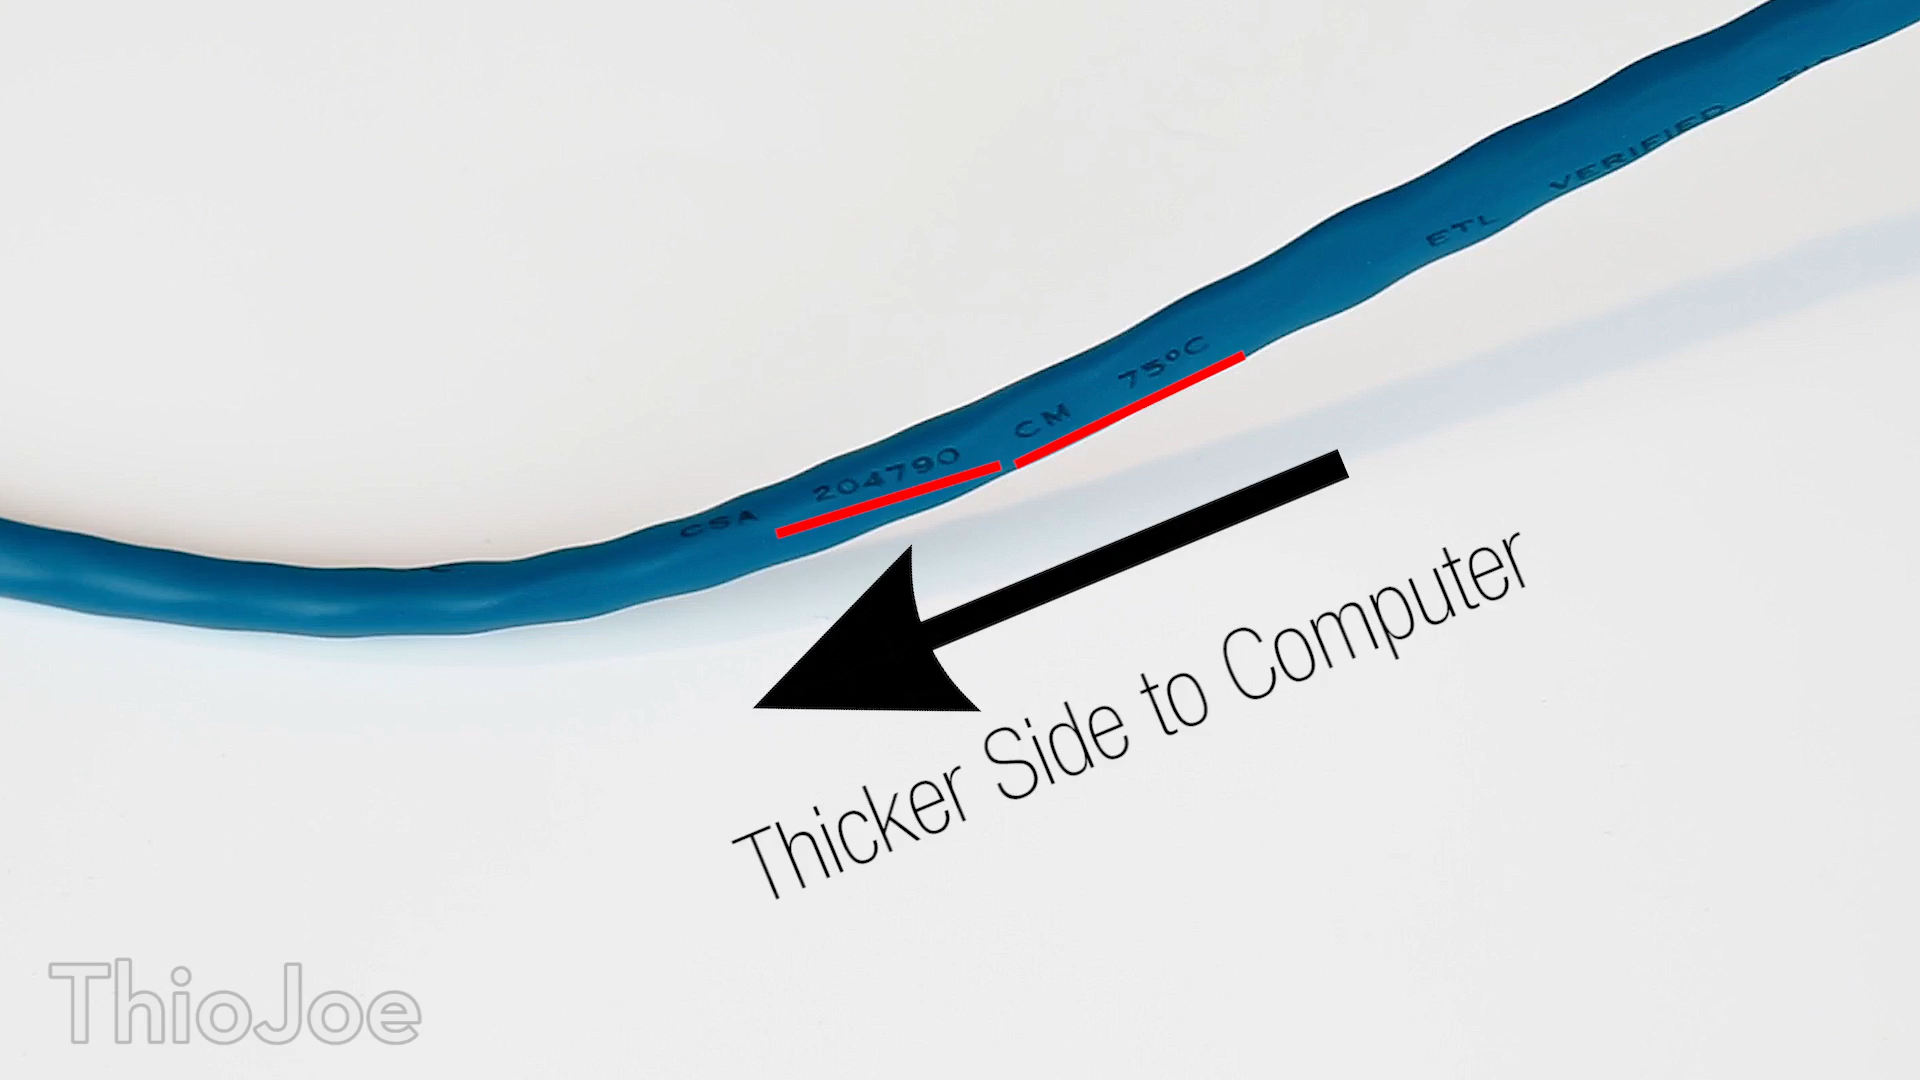 CSA 204790 CM 75°C ETL VERIFIED
Thicker Side to Computer
ThioJoe